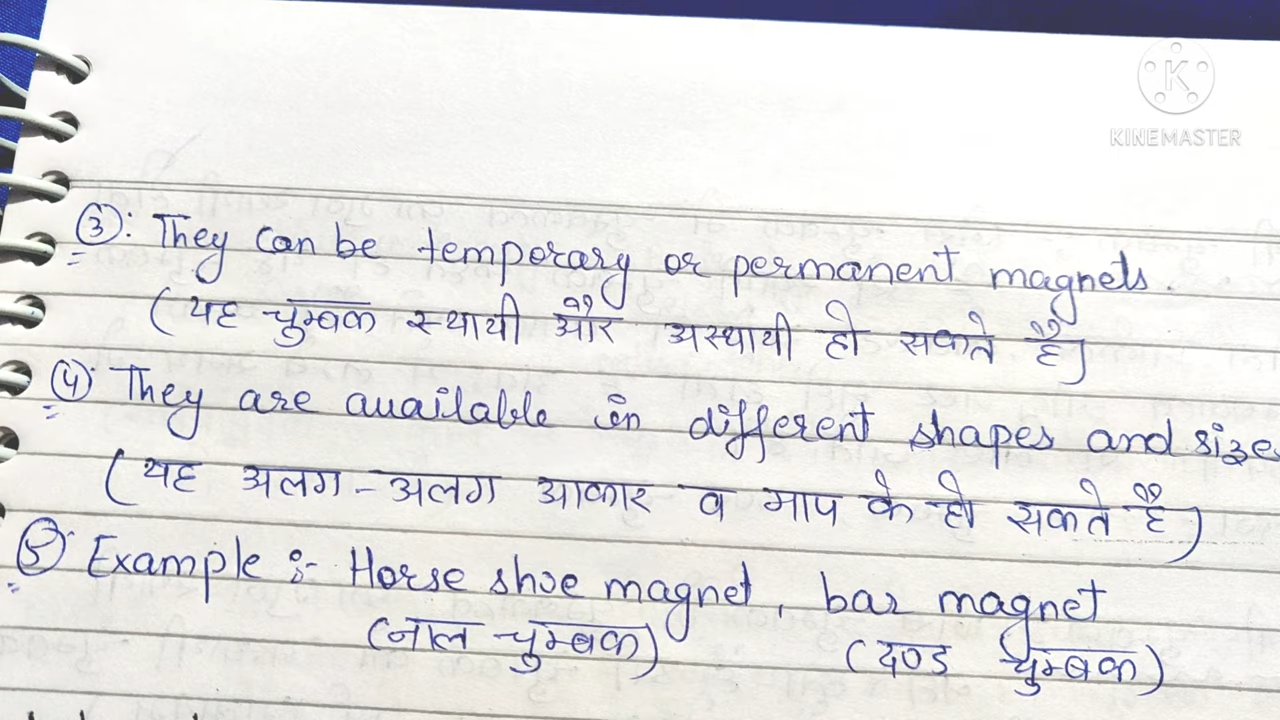 KINEMASTER
③: They can be temporary or permanent magnets.
(यह चुम्बक स्थायी और अस्थायी हो सकते हैं)
④: They are available in different shapes and sizes
(यह अलग-अलग आकार व माप के हो सकते हैं)
⑤: Example :- Horse shoe magnet, bar magnet
(नाल चुम्बक) (दण्ड चुम्बक)